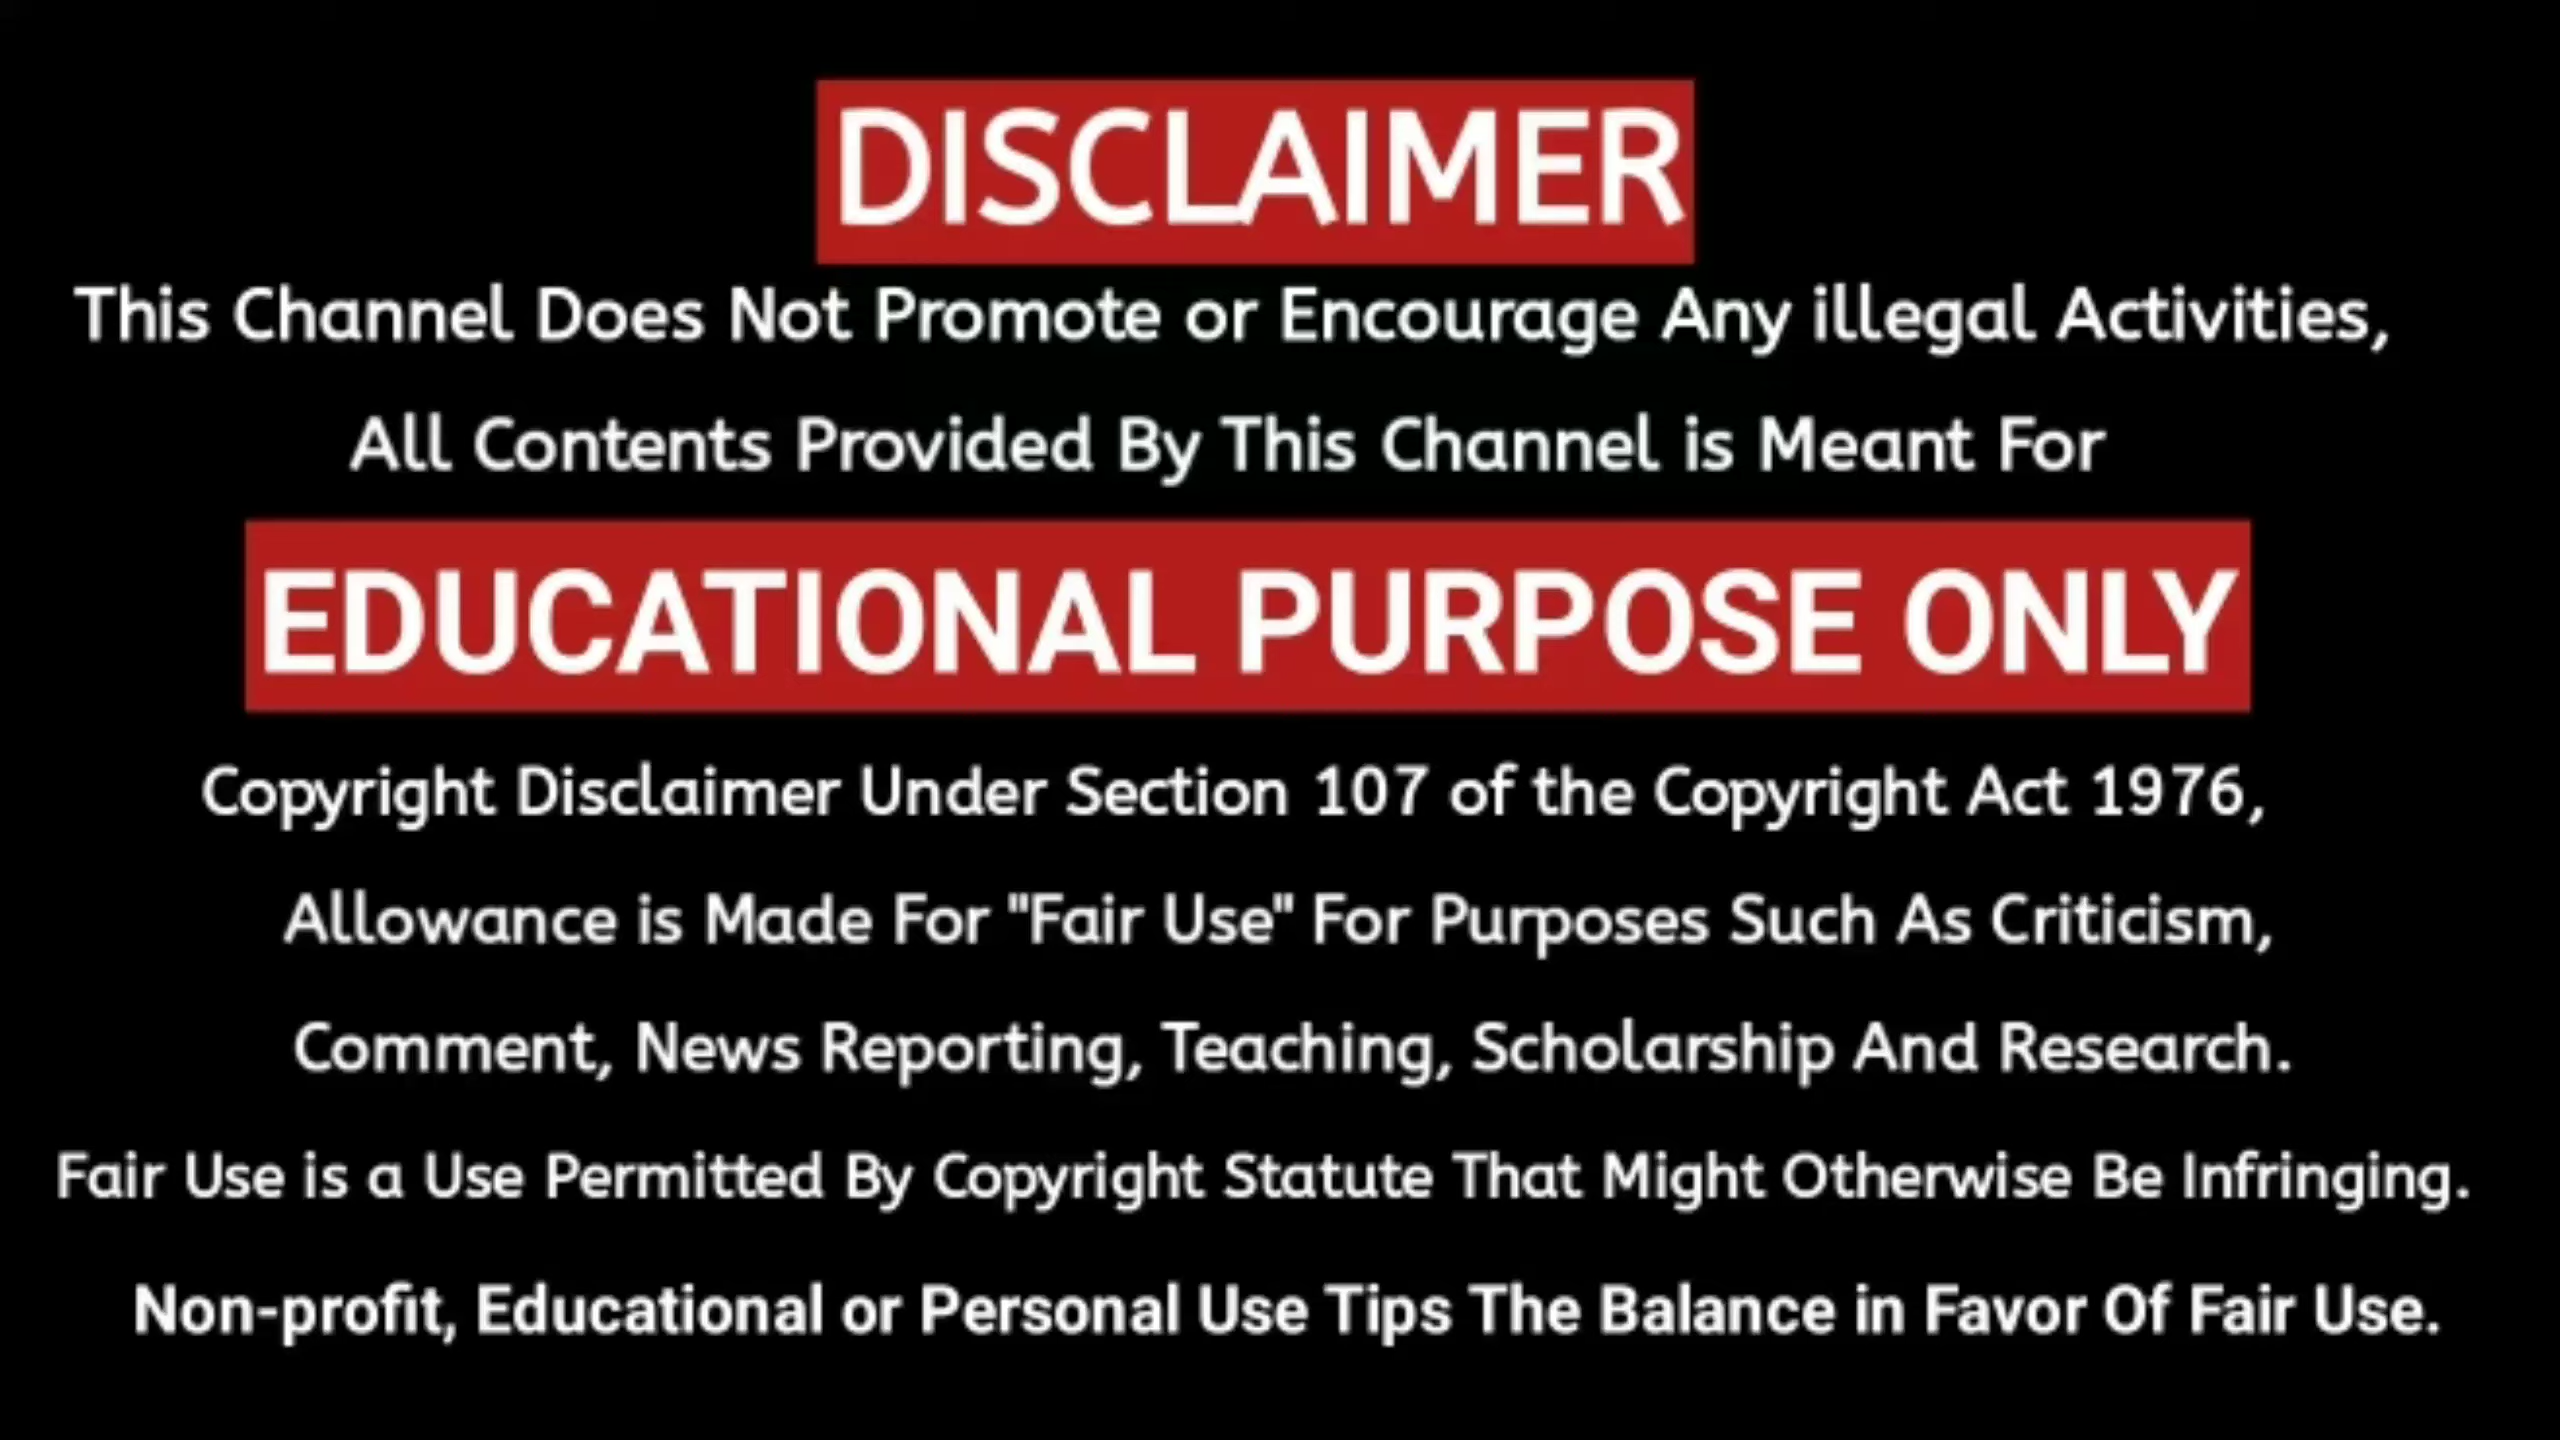 DISCLAIMER
This Channel Does Not Promote or Encourage Any illegal Activities,
All Contents Provided By This Channel is Meant For
EDUCATIONAL PURPOSE ONLY
Copyright Disclaimer Under Section 107 of the Copyright Act 1976,
Allowance is Made For "Fair Use" For Purposes Such As Criticism,
Comment, News Reporting, Teaching, Scholarship And Research.
Fair Use is a Use Permitted By Copyright Statute That Might Otherwise Be Infringing.
Non-profit, Educational or Personal Use Tips The Balance in Favor Of Fair Use.